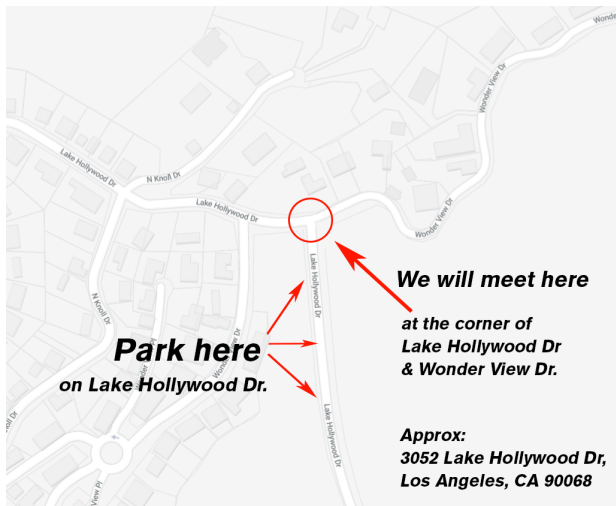 Wonder View Dr
Lake Hollywood Dr
N Knoll Dr
Lake Hollywood Dr
Wonder View Dr
Lake Hollywood Dr
We will meet here
at the corner of
Lake Hollywood Dr
& Wonder View Dr.
N Knoll Dr
Park here
on Lake Hollywood Dr.
Lake Hollywood Dr
Approx:
3052 Lake Hollywood Dr,
Los Angeles, CA 90068
View Pl